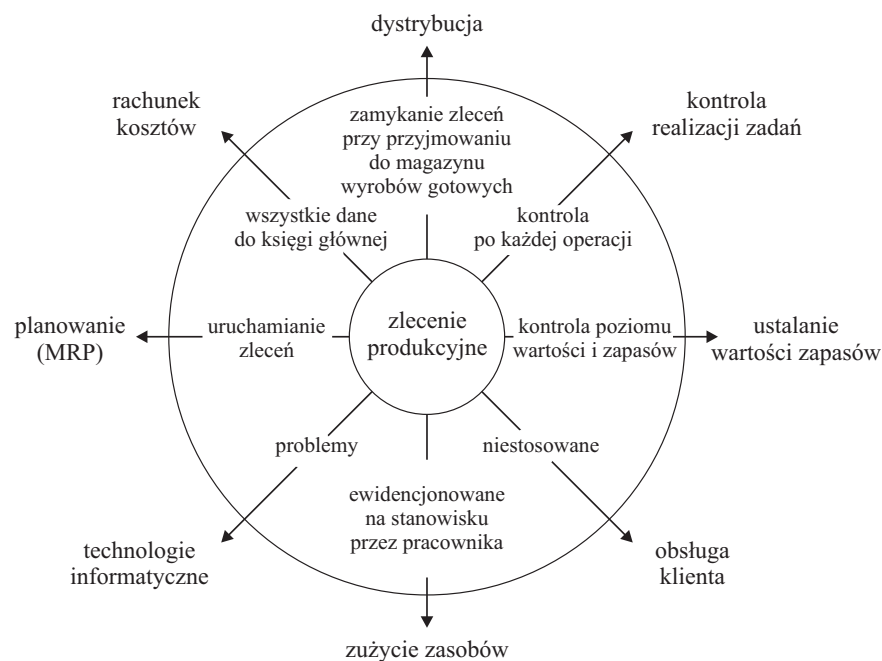 dystrybucja
rachunek
kosztów
zamykanie zleceń
przy przyjmowaniu
do magazynu
wyrobów gotowych
kontrola
realizacji zadań
wszystkie dane
do księgi głównej
kontrola
po każdej operacji
planowanie
(MRP)
uruchamianie
zleceń
zlecenie
produkcyjne
kontrola poziomu
wartości i zapasów
ustalanie
wartości zapasów
problemy
niestosowane
ewidencjonowane
na stanowisku
przez pracownika
technologie
informatyczne
obsługa
klienta
zużycie zasobów